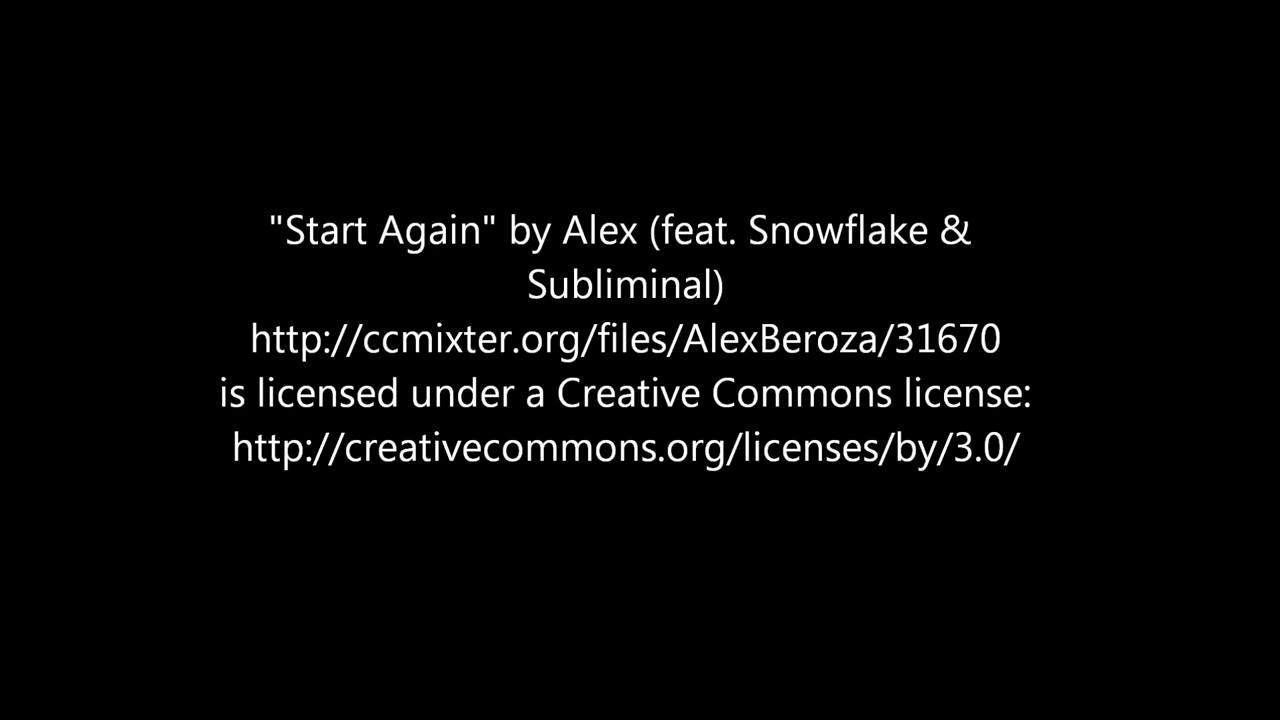 "Start Again" by Alex (feat. Snowflake &
Subliminal)
http://ccmixter.org/files/AlexBeroza/31670
is licensed under a Creative Commons license:
http://creativecommons.org/licenses/by/3.0/